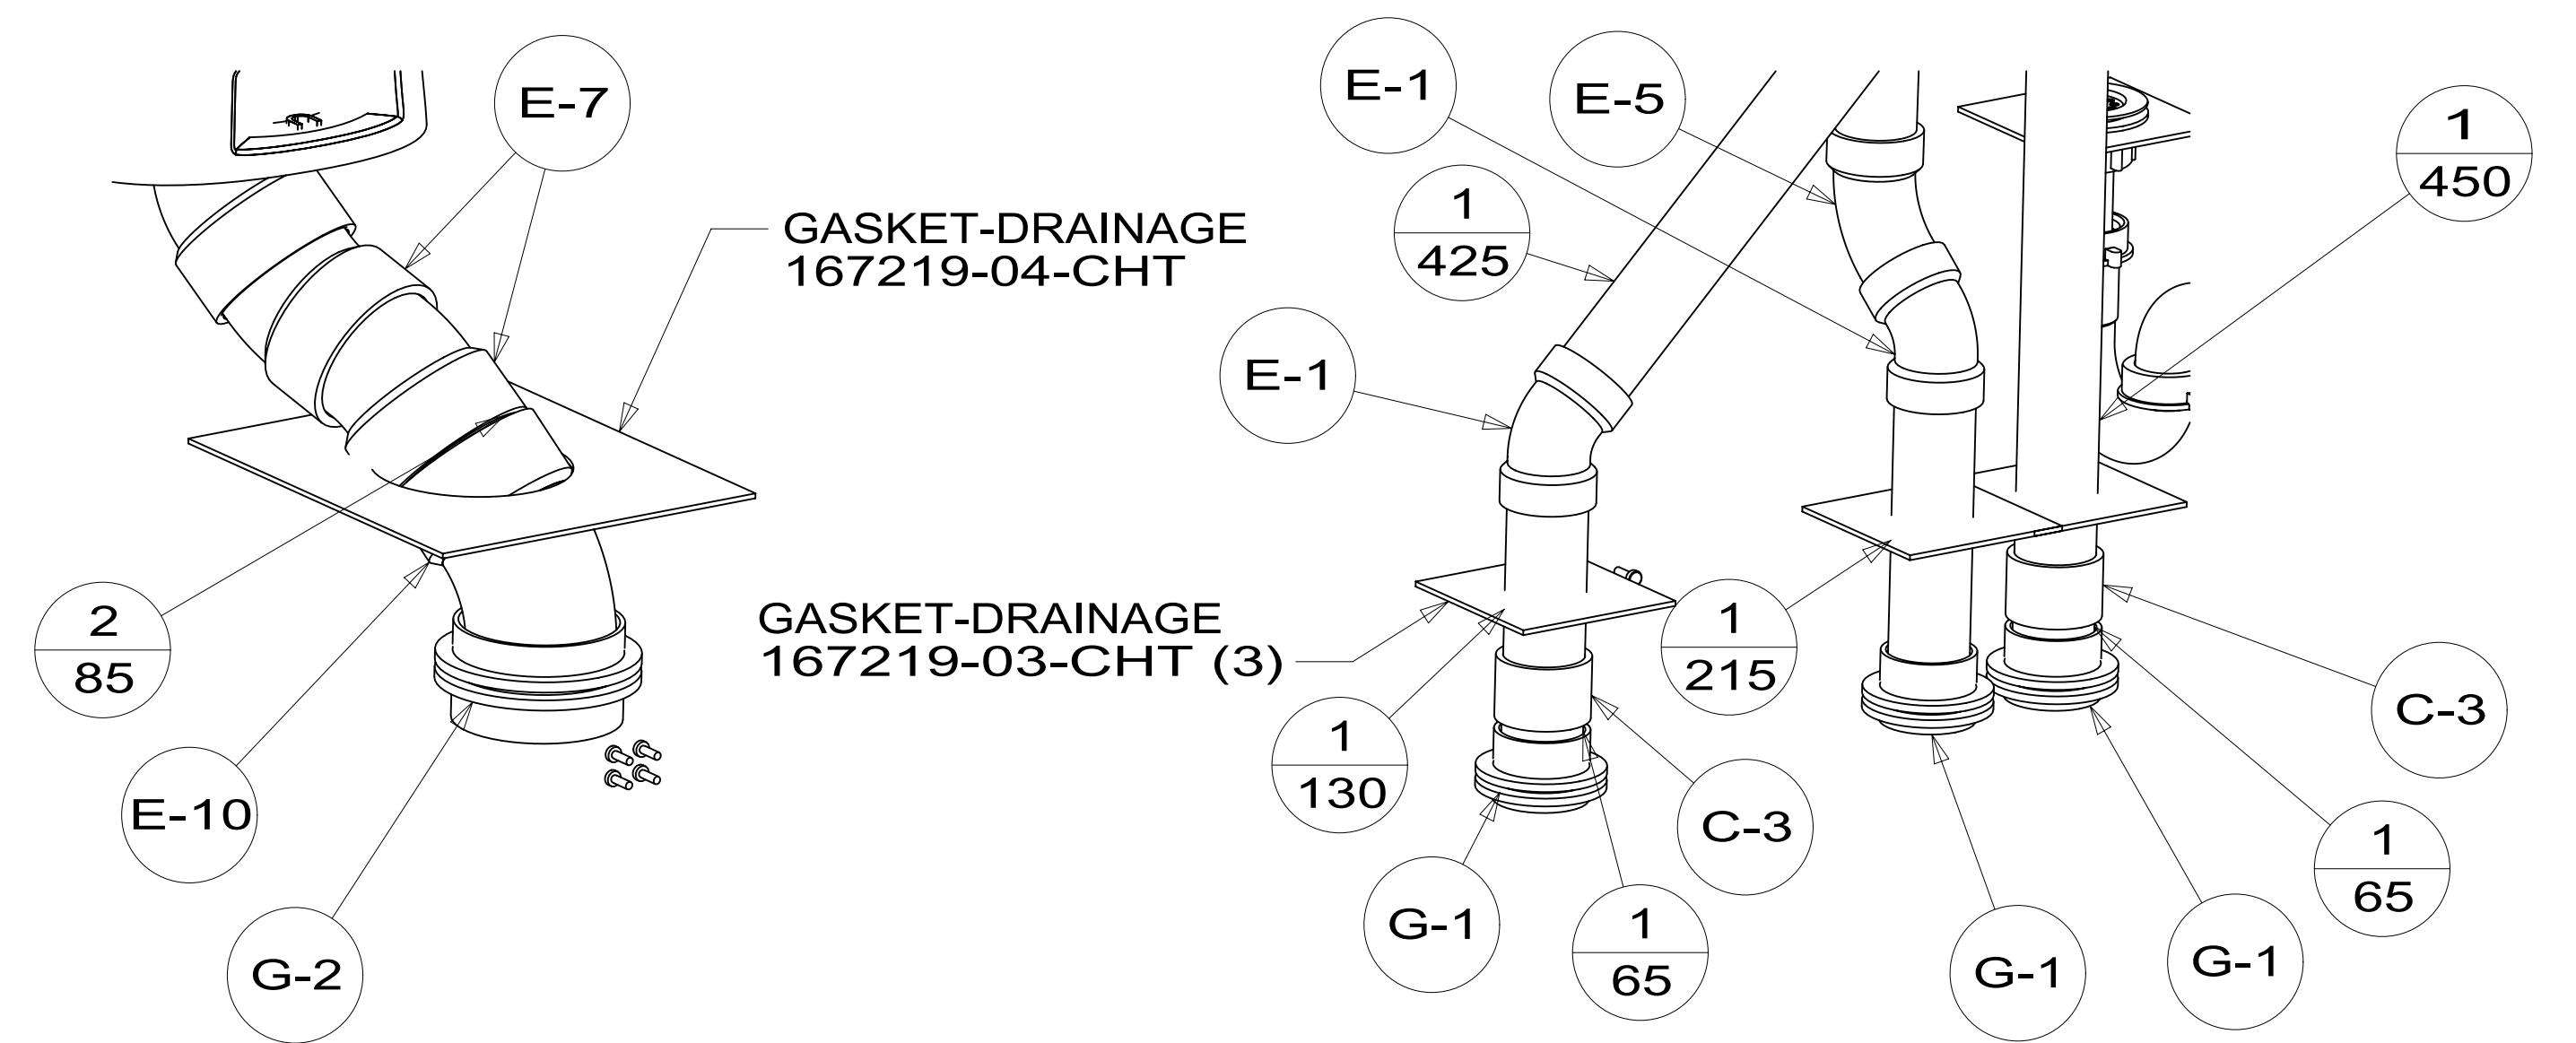 E-7
GASKET-DRAINAGE
167219-04-CHT
2
85
E-10
G-2
GASKET-DRAINAGE
167219-03-CHT (3)
E-1
E-5
1
425
E-1
1
450
1
130
G-1
1
65
C-3
1
215
G-1
G-1
1
65
C-3